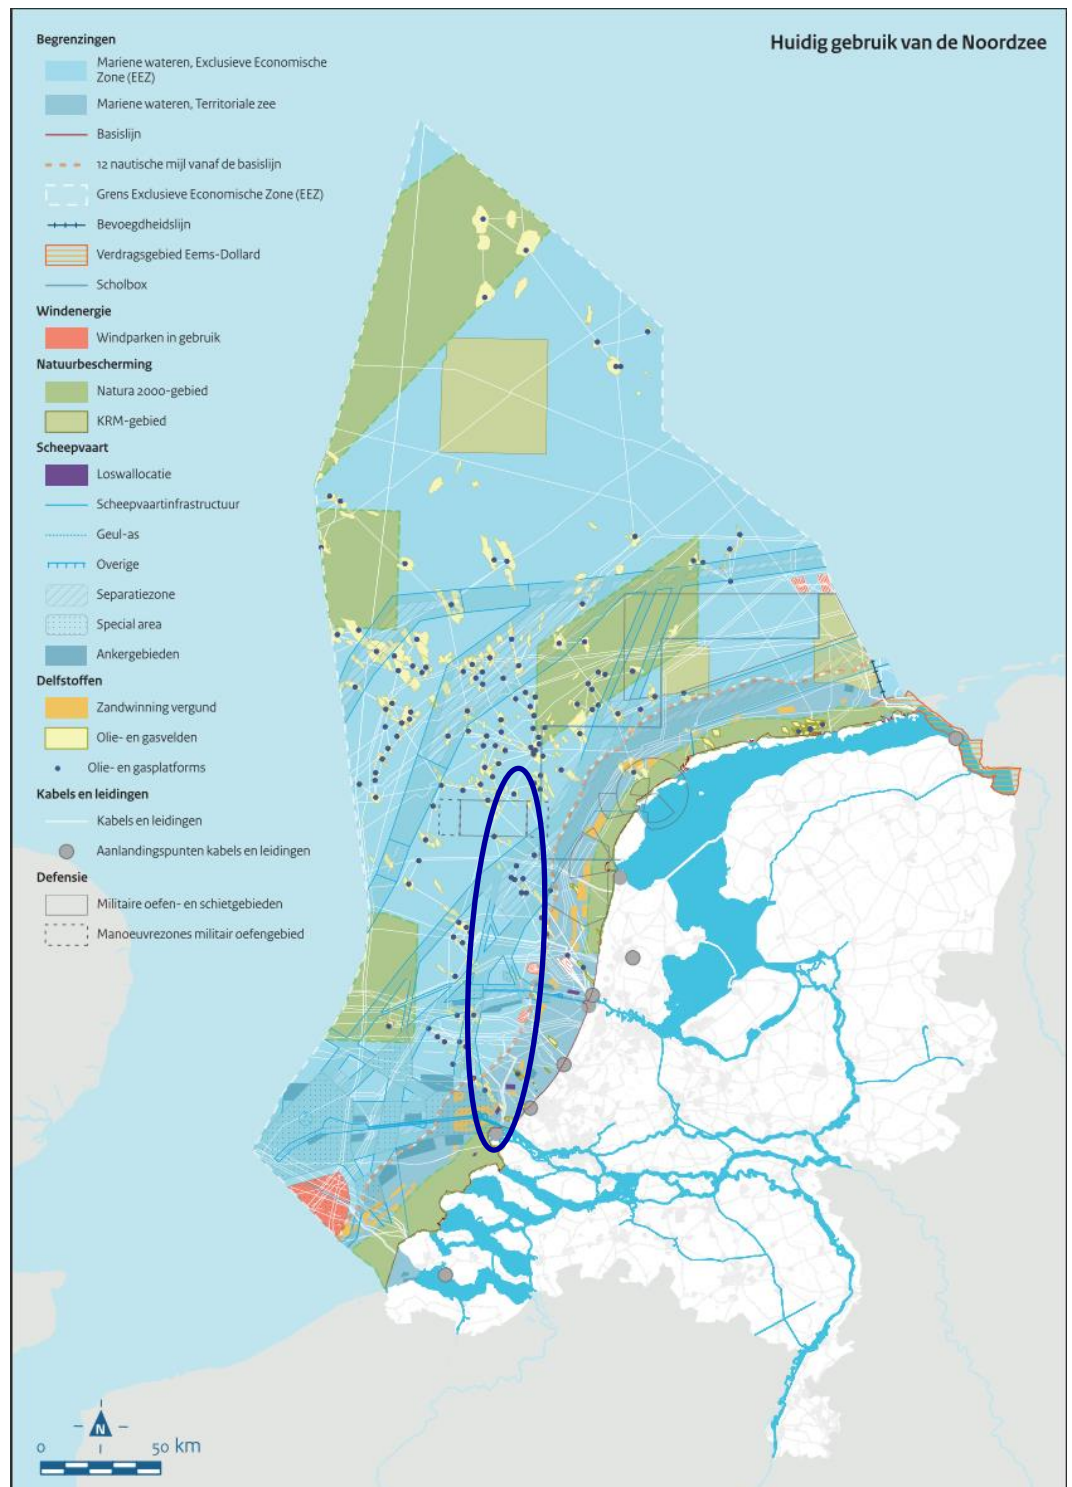 Huidig gebruik van de Noordzee
Begrenzingen
Mariene wateren, Exclusieve Economische
Zone (EEZ)
Mariene wateren, Territoriale zee
Basislijn
12 nautische mijl vanaf de basislijn
Grens Exclusieve Economische Zone (EEZ)
Bevoegdheidslijn
Verdragsgebied Eems-Dollard
Scholbox
Windenergie
Windparken in gebruik
Natuurbescherming
Natura 2000-gebied
KRM-gebied
Scheepvaart
Loswallocatie
Scheepvaartinfrastructuur
Geul-as
Overige
Separatiezone
Special area
Ankergebieden
Delfstoffen
Zandwinning vergund
Olie- en gasvelden
Olie- en gasplatforms
Kabels en leidingen
Kabels en leidingen
Aanlandingspunten kabels en leidingen
Defensie
Militaire oefen- en schietgebieden
Manoeuvrezones militair oefengebied
N
0 50 km